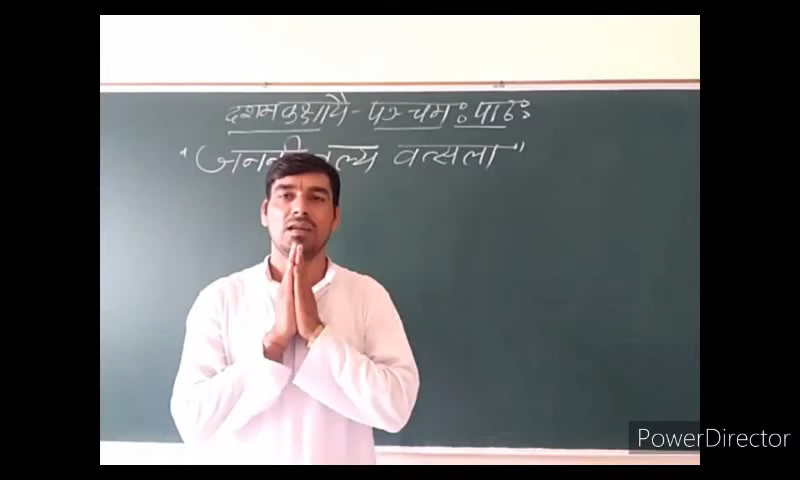 दशमकक्षायै - पञ्चमः पाठः
"जननी तुल्य वत्सला"
PowerDirector